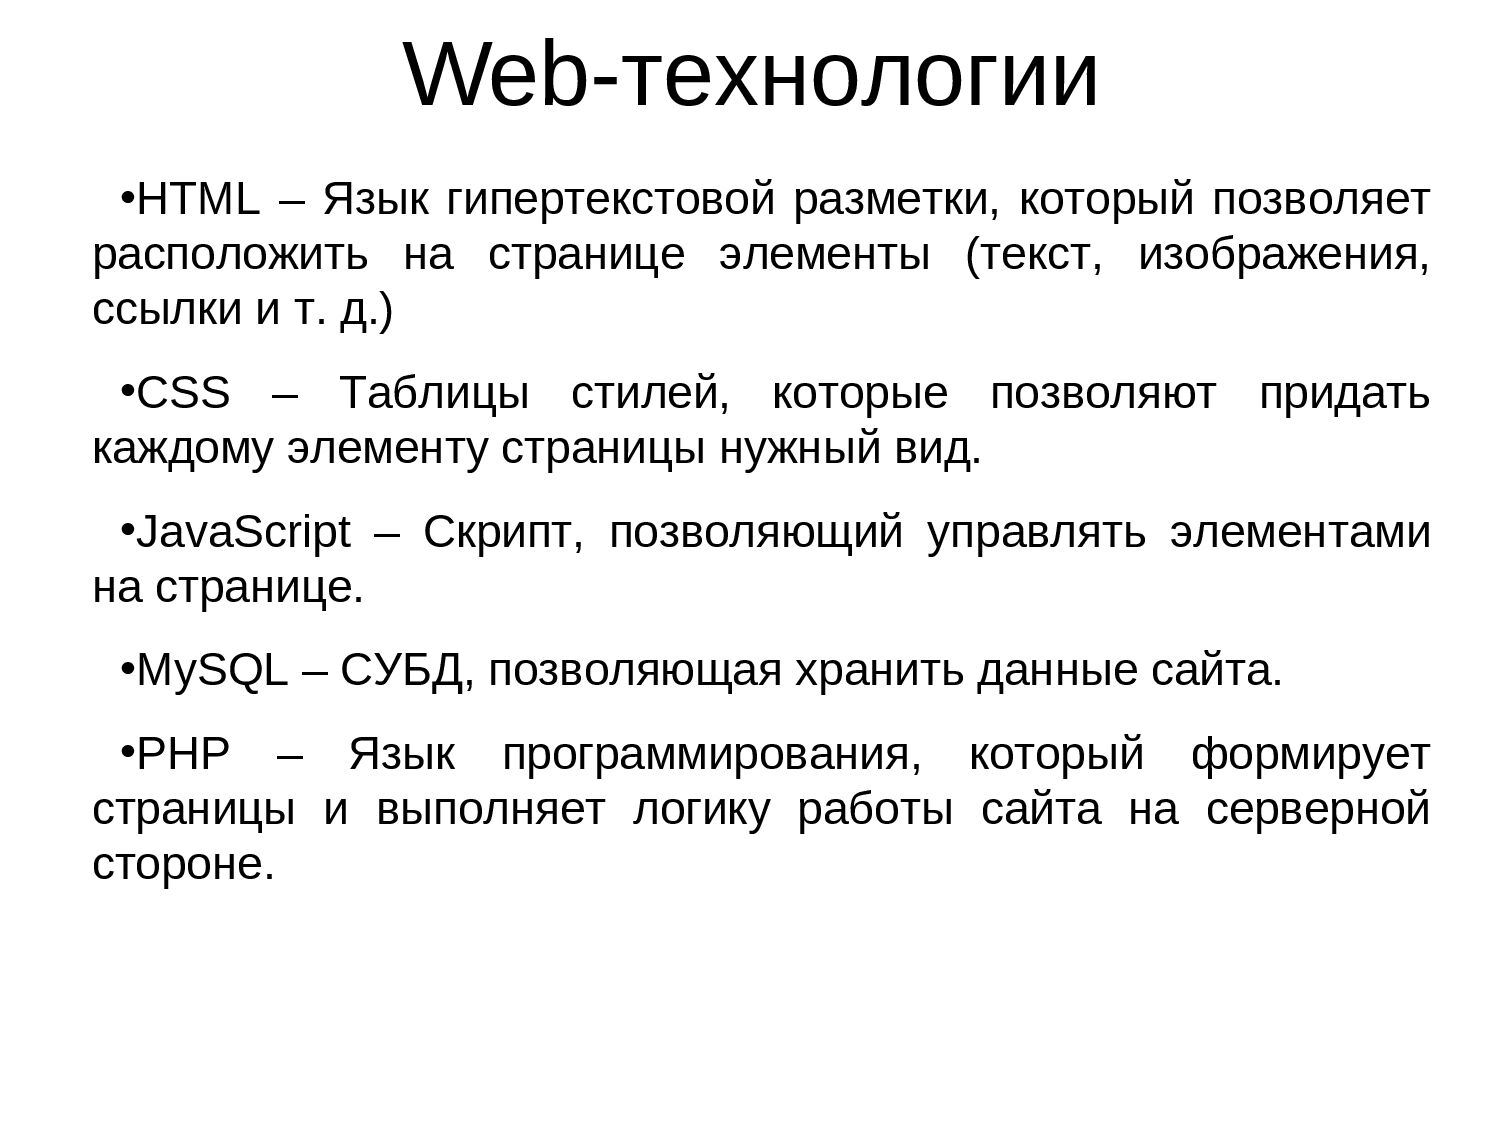 Web-технологии
•HTML – Язык гипертекстовой разметки, который позволяет
расположить на странице элементы (текст, изображения,
ссылки и т. д.)
•CSS – Таблицы стилей, которые позволяют придать
каждому элементу страницы нужный вид.
•JavaScript – Скрипт, позволяющий управлять элементами
на странице.
•MySQL – СУБД, позволяющая хранить данные сайта.
•PHP – Язык программирования, который формирует
страницы и выполняет логику работы сайта на серверной
стороне.